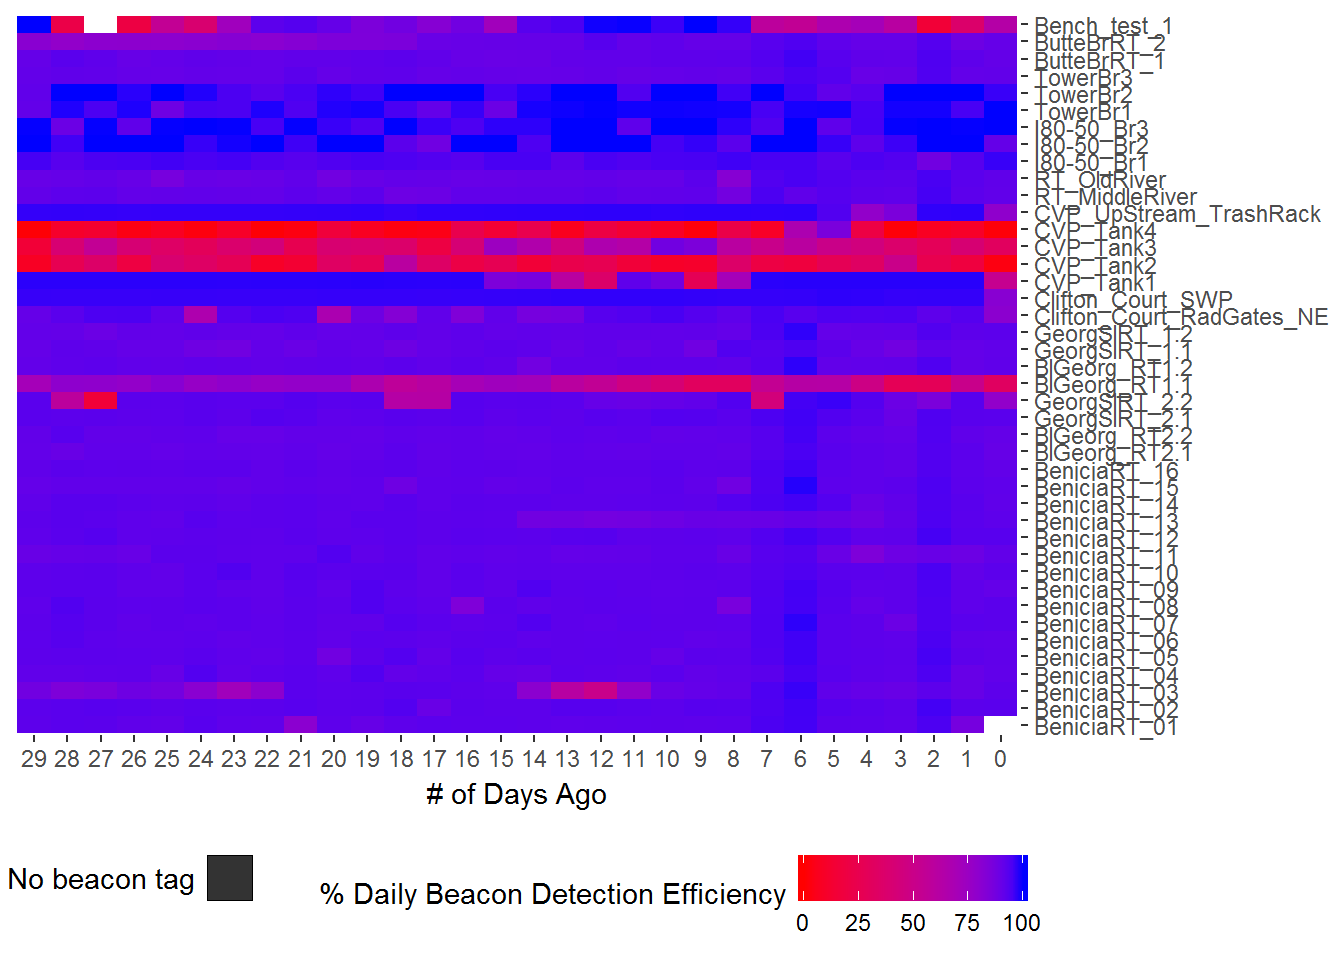 Bench_test_1
ButteBrRT_2
ButteBrRT_1
TowerBr3
TowerBr2
TowerBr1
I80-50_Br3
I80-50_Br2
I80-50_Br1
RT_OldRiver
RT_MiddleRiver
CVP_UpStream_TrashRack
CVP_Tank4
CVP_Tank3
CVP_Tank2
CVP_Tank1
Clifton_Court_SWP
Clifton_Court_RadGates_NE
GeorgSlRT_1.2
GeorgSlRT_1.1
BlGeorg_RT1.2
BlGeorg_RT1.1
GeorgSlRT_2.2
GeorgSlRT_2.1
BlGeorg_RT2.2
BlGeorg_RT2.1
BeniciaRT_16
BeniciaRT_15
BeniciaRT_14
BeniciaRT_13
BeniciaRT_12
BeniciaRT_11
BeniciaRT_10
BeniciaRT_09
BeniciaRT_08
BeniciaRT_07
BeniciaRT_06
BeniciaRT_05
BeniciaRT_04
BeniciaRT_03
BeniciaRT_02
BeniciaRT_01
29 28 27 26 25 24 23 22 21 20 19 18 17 16 15 14 13 12 11 10 9 8 7 6 5 4 3 2 1 0
# of Days Ago
No beacon tag
% Daily Beacon Detection Efficiency
0 25 50 75 100